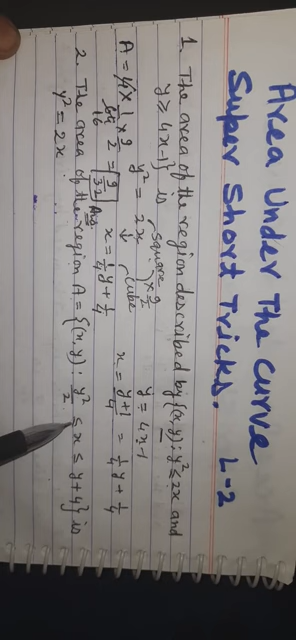 Area Under The Curve
Super Short Tricks. L-2
1. The area of the region described by {(x,y): y² ≤ 2x and
y ≥ 4x-1} is
y² = 2x
square
cube
× 9/2
y = 4x-1
x = (y+1)/4 = 1/4 y + 1/4
x = 1/4 y + 1/4
= 9/32 Ans
2. The area of the region A = {(x,y): y²/2 ≤ x ≤ y+4} is
y² = 2x